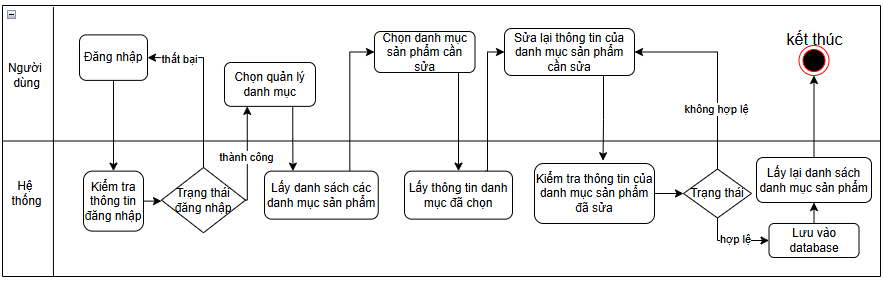 Người
dùng
Đăng nhập
thất bại
Chọn quản lý
danh mục
Chọn danh mục
sản phẩm cần
sửa
Sửa lại thông tin của
danh mục sản phẩm
cần sửa
kết thúc
không hợp lệ
thành công
Hệ
thống
Kiểm tra
thông tin
đăng nhập
Trạng thái
đăng nhập
Lấy danh sách các
danh mục sản phẩm
Lấy thông tin danh
mục đã chọn
Kiểm tra thông tin của
danh mục sản phẩm
đã sửa
Trạng thái
Lấy lại danh sách
danh mục sản phẩm
hợp lệ
Lưu vào
database